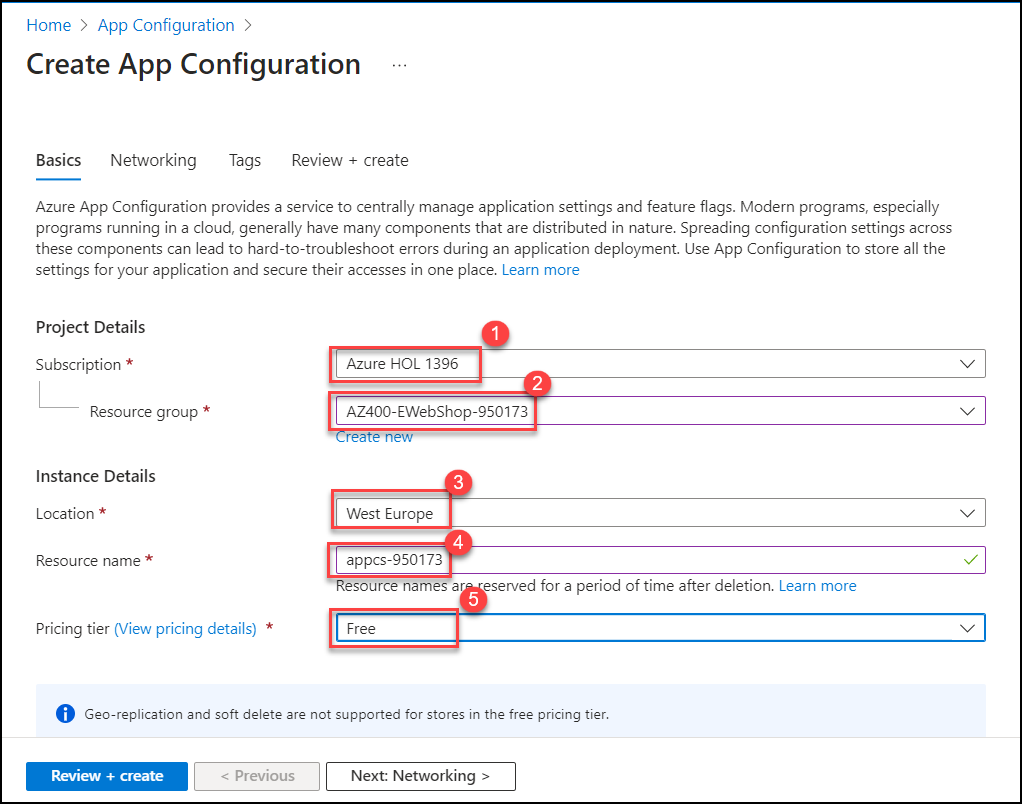 Home > App Configuration >
Create App Configuration ...
Basics Networking Tags Review + create
Azure App Configuration provides a service to centrally manage application settings and feature flags. Modern programs, especially
programs running in a cloud, generally have many components that are distributed in nature. Spreading configuration settings across
these components can lead to hard-to-troubleshoot errors during an application deployment. Use App Configuration to store all the
settings for your application and secure their accesses in one place. Learn more
Project Details
1
Subscription * Azure HOL 1396
2
Resource group * AZ400-EWebShop-950173
Create new
Instance Details
3
Location * West Europe
4
Resource name * appcs-950173
Resource names are reserved for a period of time after deletion. Learn more
5
Pricing tier (View pricing details) * Free
Geo-replication and soft delete are not supported for stores in the free pricing tier.
Review + create < Previous Next: Networking >